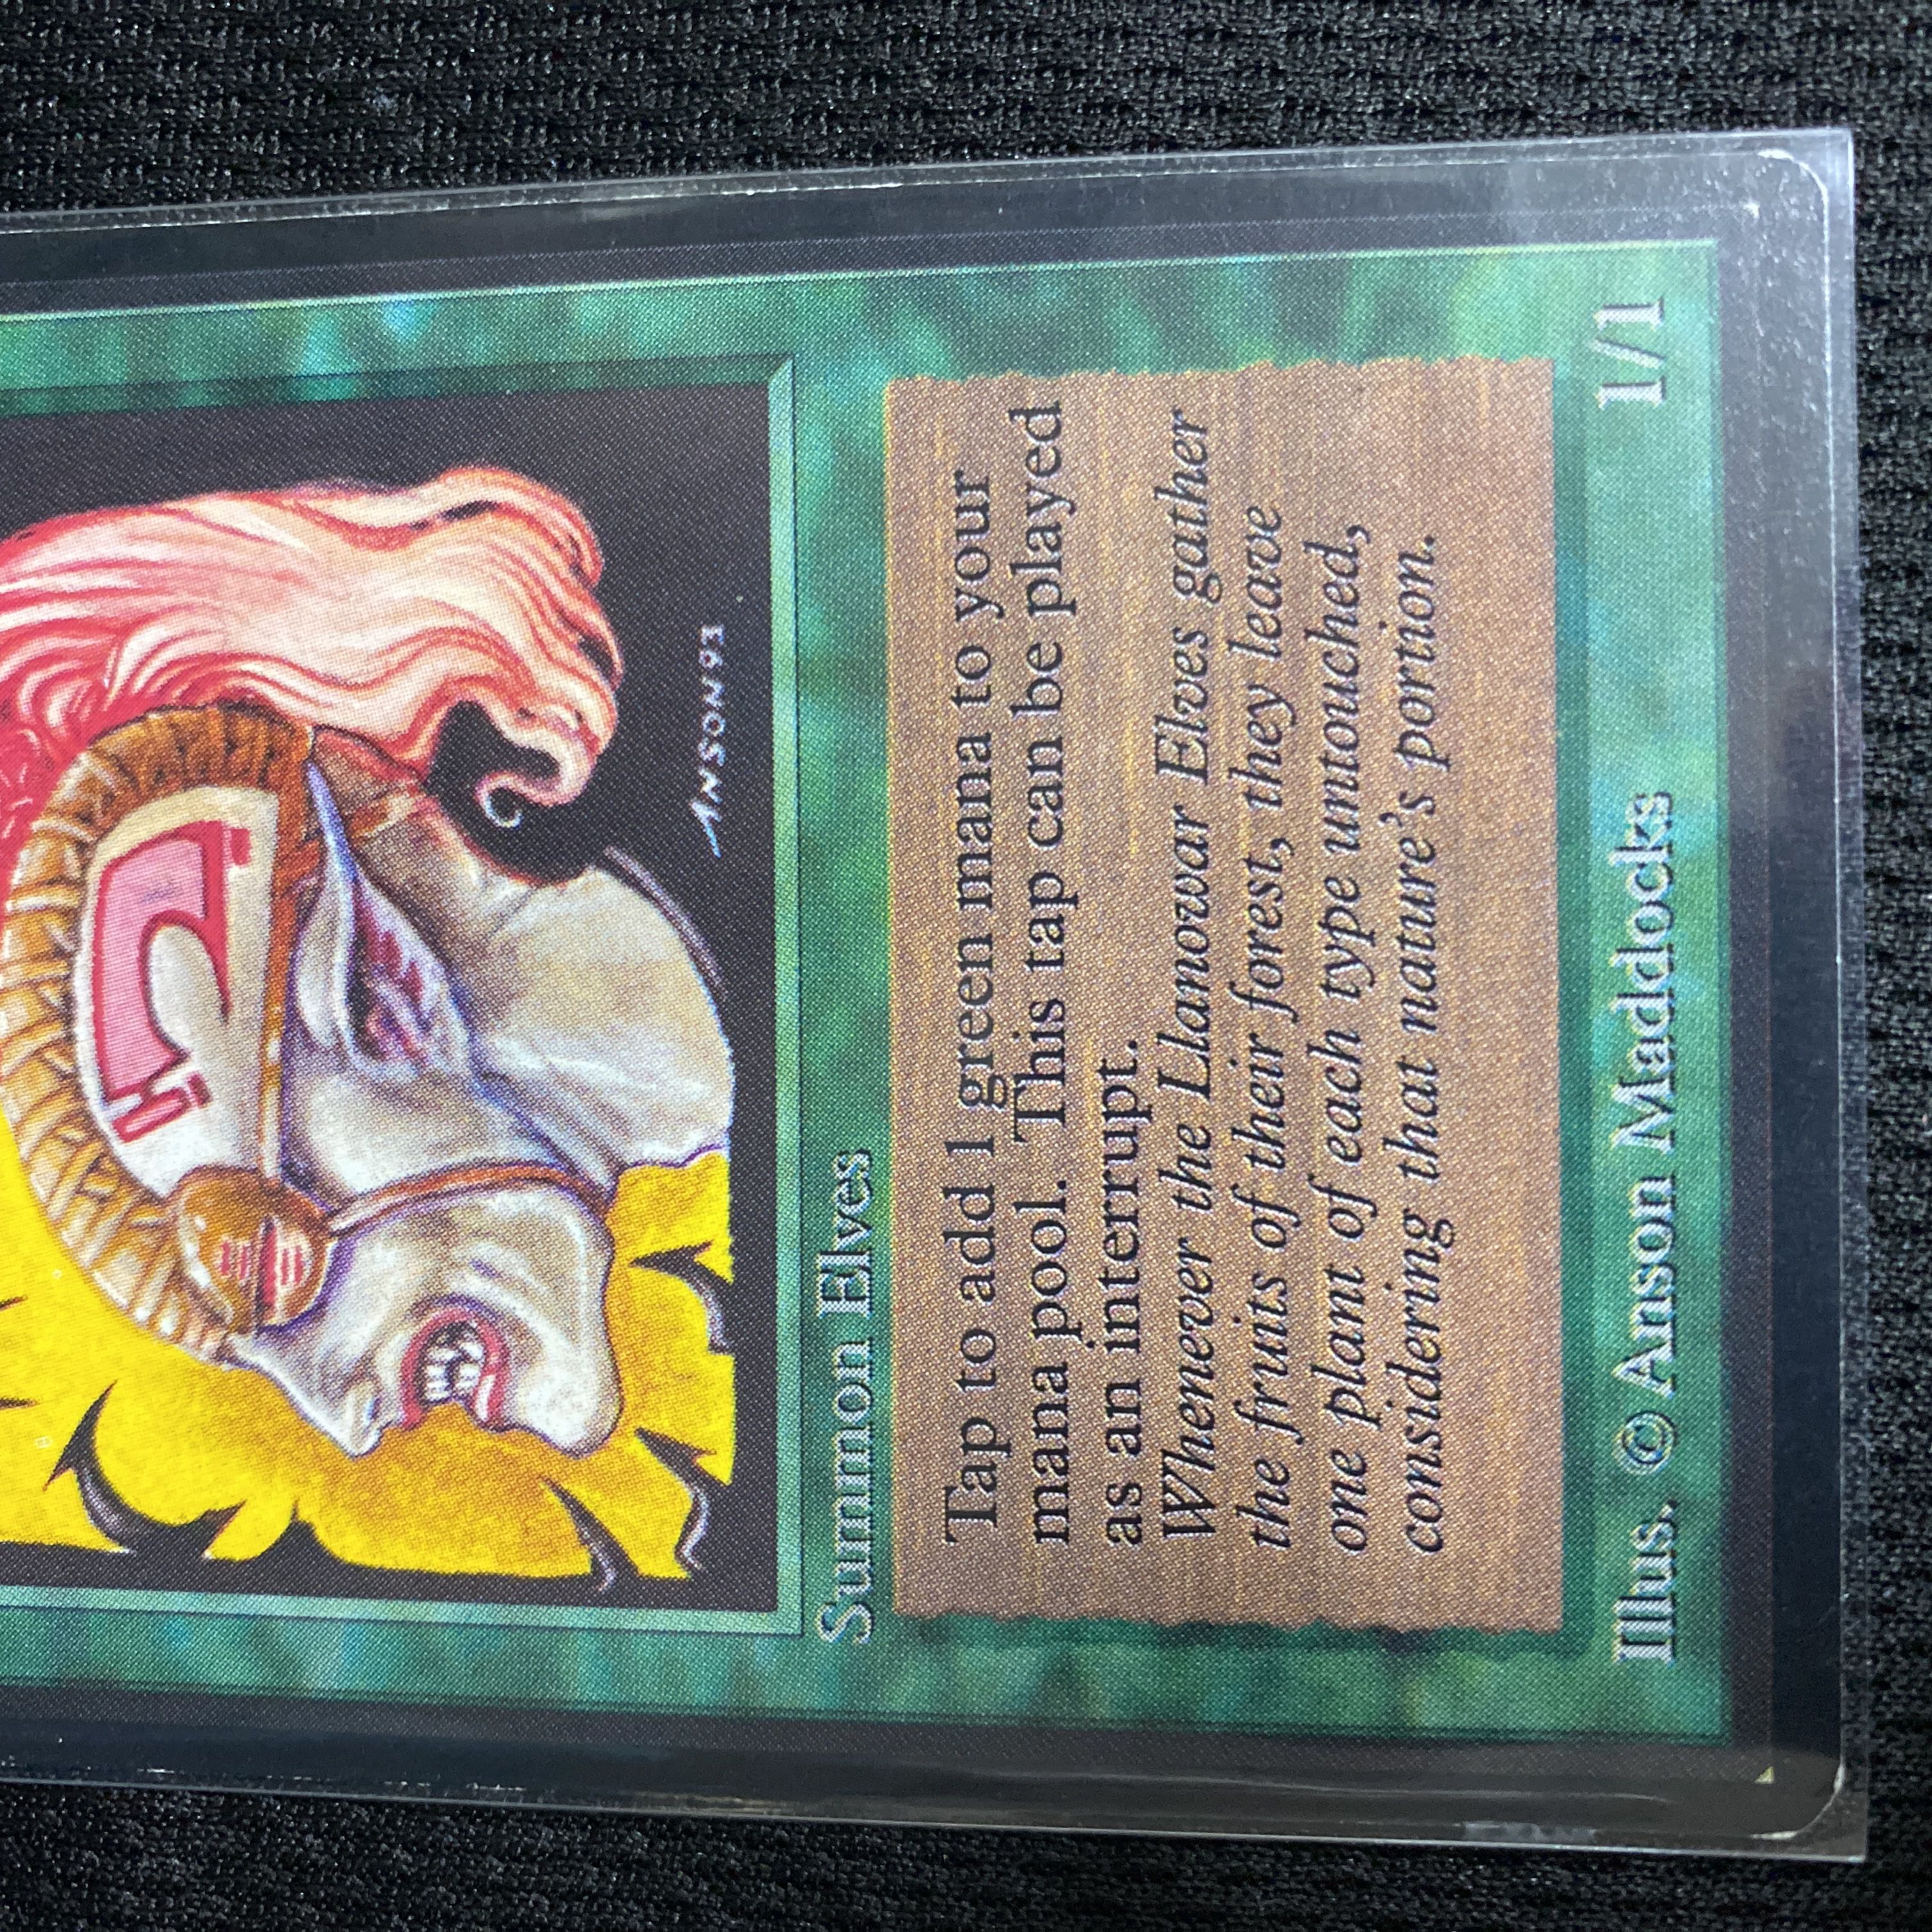 ANSON93
Summon Elves
Tap to add 1 green mana to your
mana pool. This tap can be played
as an interrupt.
Whenever the Llanowar Elves gather
the fruits of their forest, they leave
one plant of each type untouched,
considering that nature's portion.
Illus. © Anson Maddocks 1/1